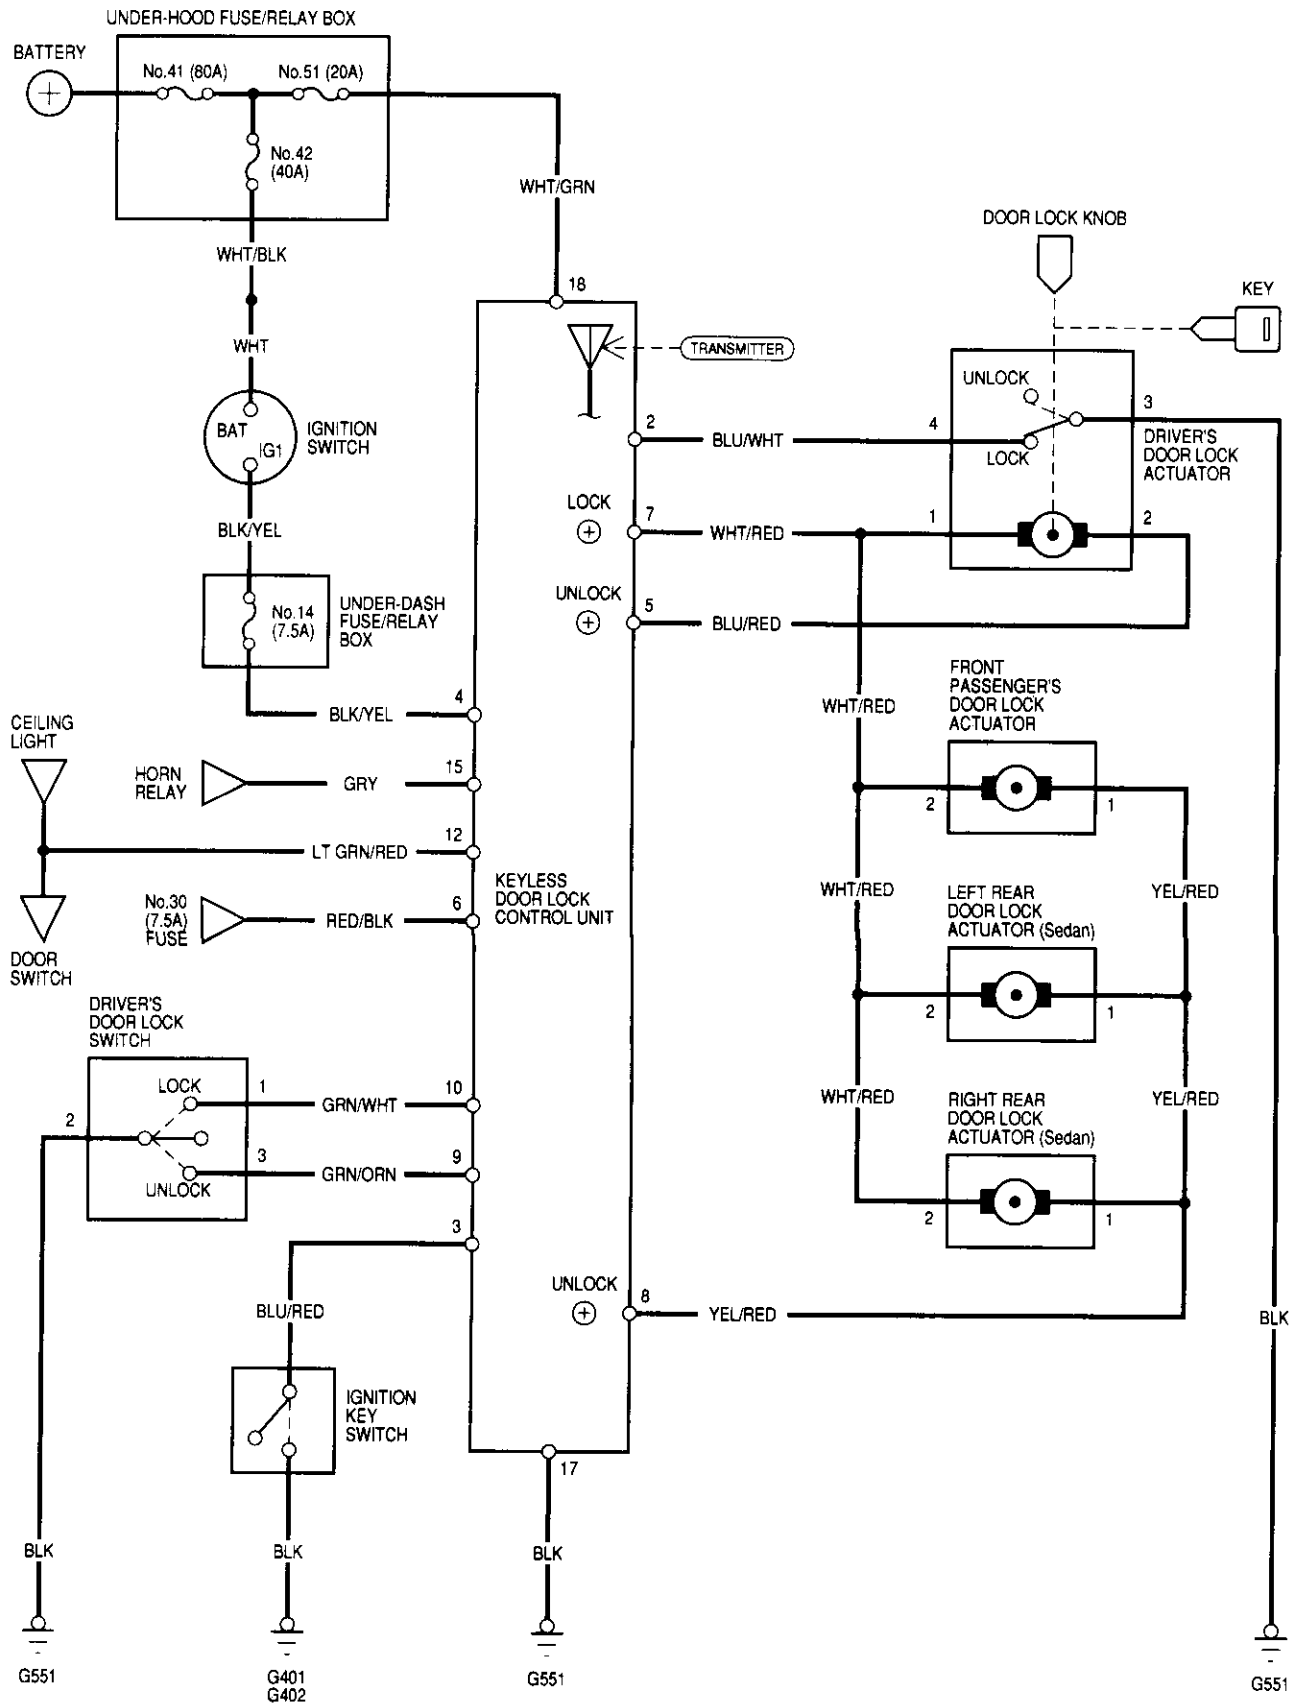 UNDER-HOOD FUSE/RELAY BOX
BATTERY
No.41 (80A)
No.51 (20A)
No.42
(40A)
WHT/GRN
WHT/BLK
DOOR LOCK KNOB
KEY
18
WHT
TRANSMITTER
UNLOCK
3
BAT
IG1
IGNITION
SWITCH
2
BLU/WHT
4
LOCK
DRIVER'S
DOOR LOCK
ACTUATOR
LOCK
7
WHT/RED
1
2
BLK/YEL
UNLOCK
5
BLU/RED
No.14
(7.5A)
UNDER-DASH
FUSE/RELAY
BOX
FRONT
PASSENGER'S
DOOR LOCK
ACTUATOR
WHT/RED
4
BLK/YEL
CEILING
LIGHT
HORN
RELAY
GRY
15
2
1
12
LT GRN/RED
KEYLESS
DOOR LOCK
CONTROL UNIT
WHT/RED
LEFT REAR
DOOR LOCK
ACTUATOR (Sedan)
YEL/RED
No.30
(7.5A)
FUSE
RED/BLK
6
DOOR
SWITCH
2
1
DRIVER'S
DOOR LOCK
SWITCH
LOCK
1
GRN/WHT
10
WHT/RED
RIGHT REAR
DOOR LOCK
ACTUATOR (Sedan)
YEL/RED
2
3
GRN/ORN
9
UNLOCK
3
2
1
UNLOCK
8
YEL/RED
BLU/RED
BLK
IGNITION
KEY
SWITCH
17
BLK
BLK
BLK
G551
G401
G402
G551
G551